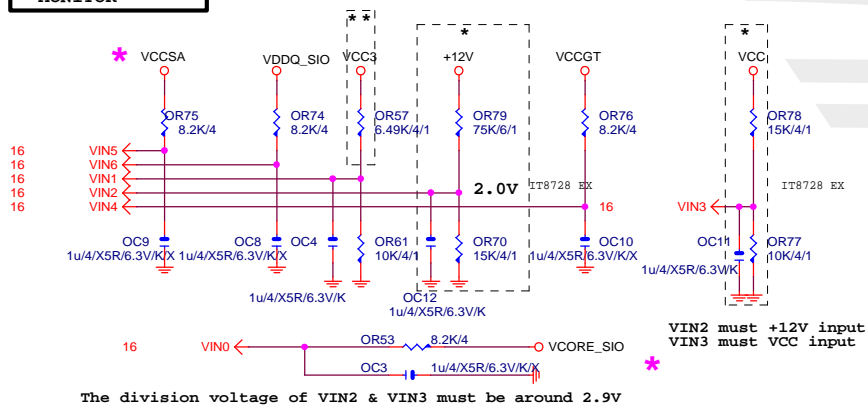 MONITOR
* *
*
*
*
VCCSA
VDDQ_SIO
VCC3
+12V
VCCGT
VCC
OR75
8.2K/4
OR74
8.2K/4
OR57
6.49K/4/1
OR79
75K/6/1
OR76
8.2K/4
OR78
15K/4/1
16 VIN5
16 VIN6
16 VIN1
16 VIN2
16 VIN4
2.0V
IT8728 EX
16
VIN3
IT8728 EX
OC9
1u/4/X5R/6.3V/K/X
OC8
1u/4/X5R/6.3V/K/X
OC4
1u/4/X5R/6.3V/K
OR61
10K/4/1
OC12
1u/4/X5R/6.3V/K
OR70
15K/4/1
OC10
1u/4/X5R/6.3V/K/X
OC11
1u/4/X5R/6.3V/K
OR77
10K/4/1
VIN2 must +12V input
VIN3 must VCC input
16 VIN0
OR53
8.2K/4
VCORE_SIO
OC3
1u/4/X5R/6.3V/K/X
*
The division voltage of VIN2 & VIN3 must be around 2.9V